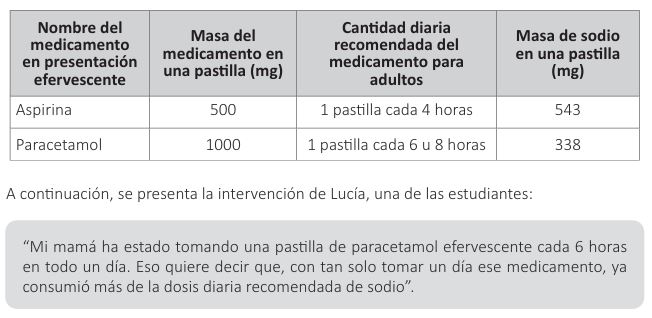 Nombre del medicamento en presentación efervescente
Masa del medicamento en una pastilla (mg)
Cantidad diaria recomendada del medicamento para adultos
Masa de sodio en una pastilla (mg)
Aspirina 500 1 pastilla cada 4 horas 543
Paracetamol 1000 1 pastilla cada 6 u 8 horas 338
A continuación, se presenta la intervención de Lucía, una de las estudiantes:
“Mi mamá ha estado tomando una pastilla de paracetamol efervescente cada 6 horas
en todo un día. Eso quiere decir que, con tan solo tomar un día ese medicamento, ya
consumió más de la dosis diaria recomendada de sodio”.